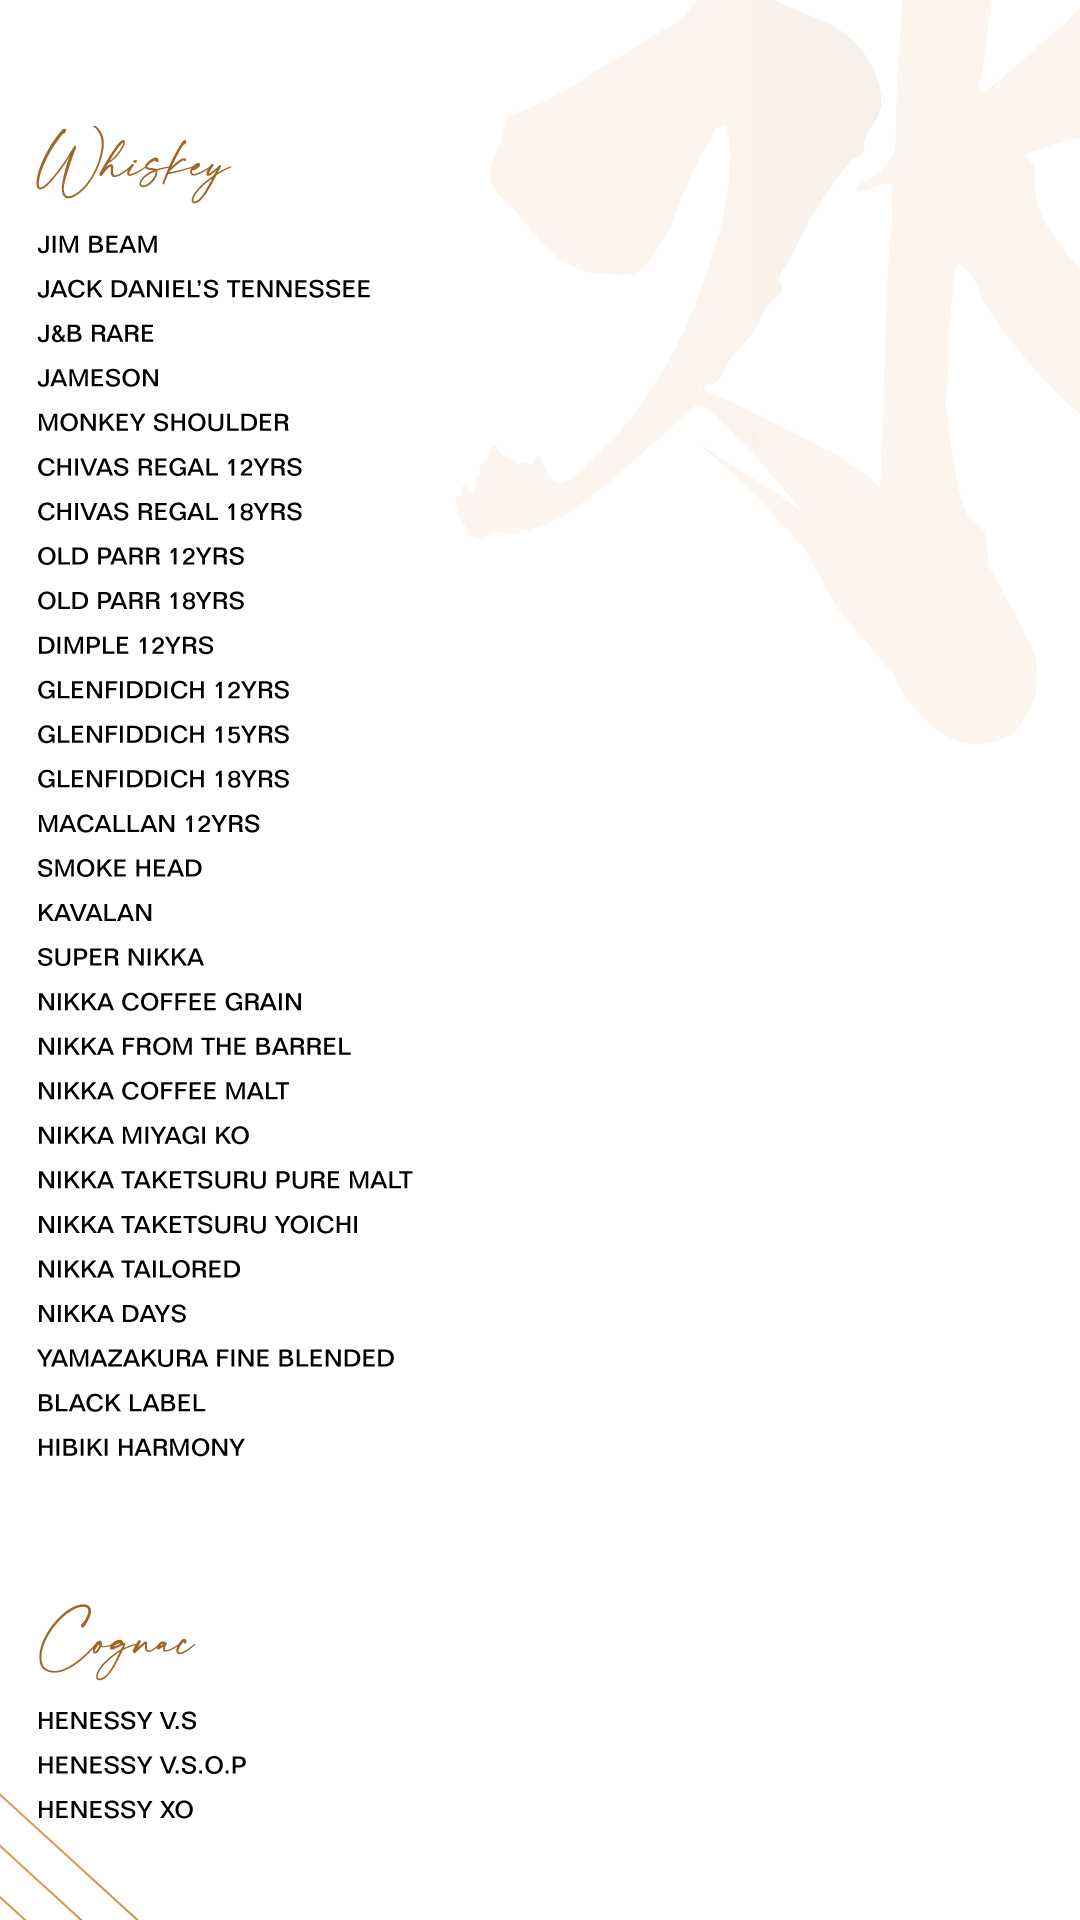 Whiskey
JIM BEAM
JACK DANIEL’S TENNESSEE
J&B RARE
JAMESON
MONKEY SHOULDER
CHIVAS REGAL 12YRS
CHIVAS REGAL 18YRS
OLD PARR 12YRS
OLD PARR 18YRS
DIMPLE 12YRS
GLENFIDDICH 12YRS
GLENFIDDICH 15YRS
GLENFIDDICH 18YRS
MACALLAN 12YRS
SMOKE HEAD
KAVALAN
SUPER NIKKA
NIKKA COFFEE GRAIN
NIKKA FROM THE BARREL
NIKKA COFFEE MALT
NIKKA MIYAGI KO
NIKKA TAKETSURU PURE MALT
NIKKA TAKETSURU YOICHI
NIKKA TAILORED
NIKKA DAYS
YAMAZAKURA FINE BLENDED
BLACK LABEL
HIBIKI HARMONY
Cognac
HENESSY V.S
HENESSY V.S.O.P
HENESSY XO